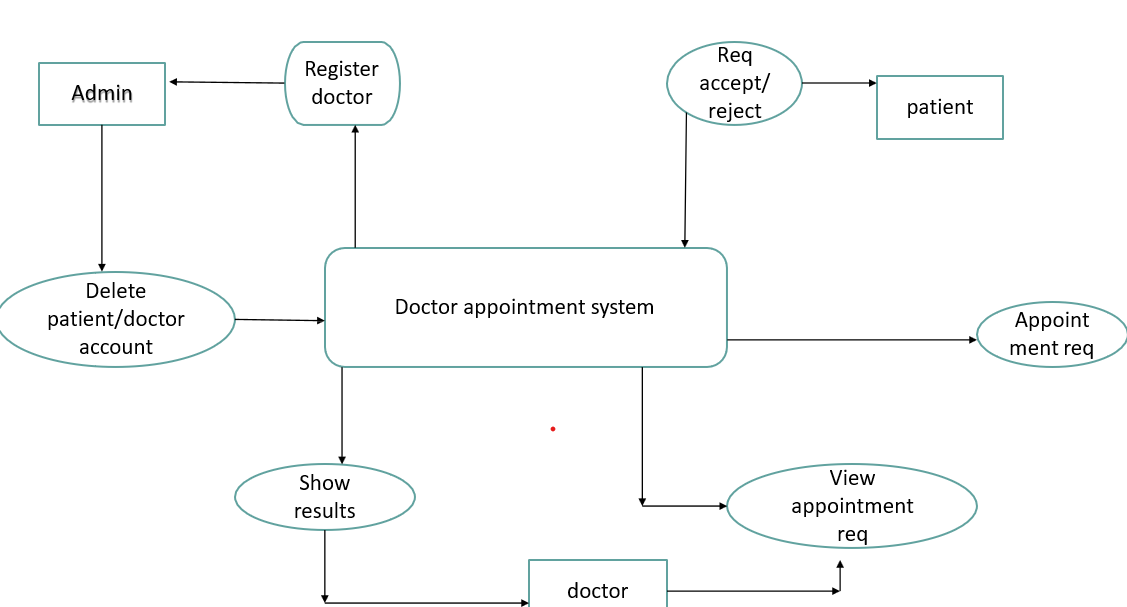 Admin
Register
doctor
Req
accept/
reject
patient
Delete
patient/doctor
account
Doctor appointment system
Appoint
ment req
Show
results
View
appointment
req
doctor